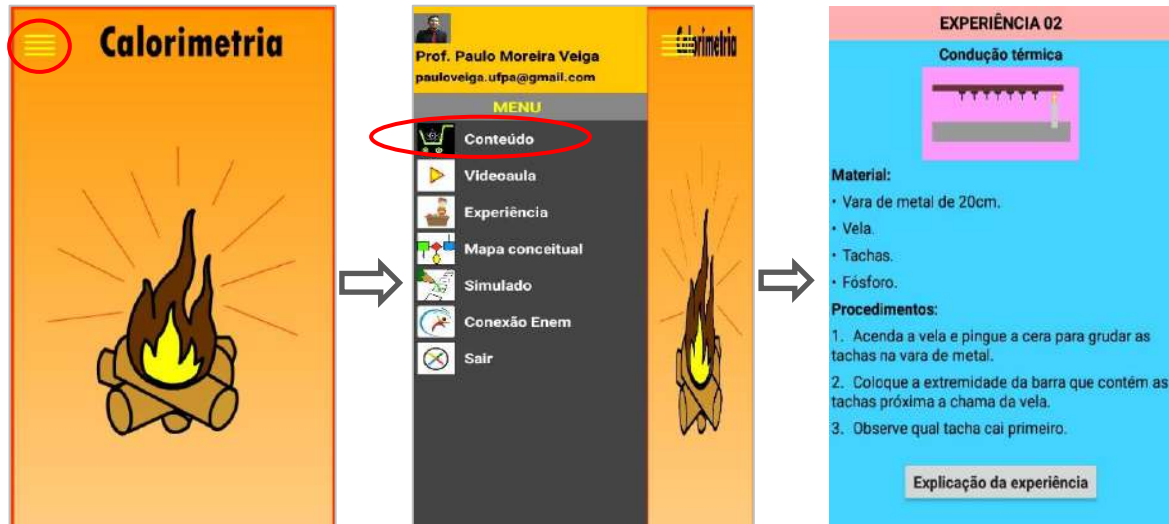 Calorimetria
Prof. Paulo Moreira Veiga
pauloveiga.ufpa@gmail.com
MENU
Conteúdo
Videoaula
Experiência
Mapa conceitual
Simulado
Conexão Enem
Sair
EXPERIÊNCIA 02
Condução térmica
Material:
• Vara de metal de 20cm.
• Vela.
• Tachas.
• Fósforo.
Procedimentos:
1. Acenda a vela e pingue a cera para grudar as
tachas na vara de metal.
2. Coloque a extremidade da barra que contém as
tachas próxima a chama da vela.
3. Observe qual tacha cai primeiro.
Explicação da experiência